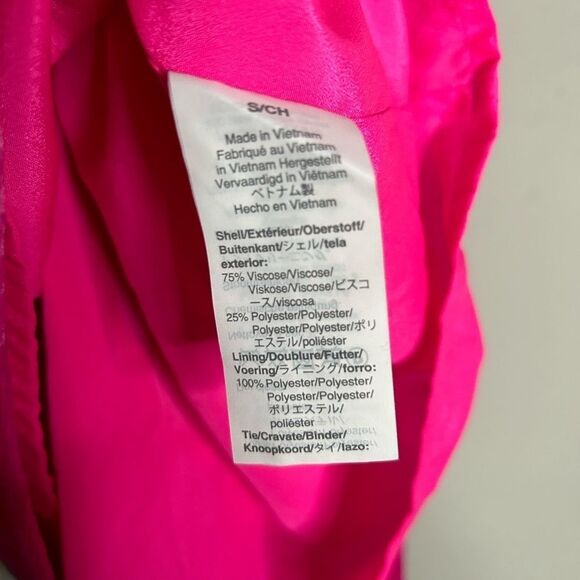 S/CH
Made in Vietnam
Fabriqué au Vietnam
in Vietnam Hergestellt
Vervaardigd in Viêtnam
ベトナム製
Hecho en Vietnam
Shell/Extérieur/Oberstoff/
Buitenkant/シェル/tela
exterior:
75% Viscose/Viscose/
Viskose/Viscose/ビスコ
ース/viscosa
25% Polyester/Polyester/
Polyester/Polyester/ポリ
エステル/poliéster
Lining/Doublure/Futter/
Voering/ライニング/forro:
100% Polyester/Polyester/
Polyester/Polyester/
ポリエステル/
poliéster
Tie/Cravate/Binder/
Knoopkoord/タイ/lazo: